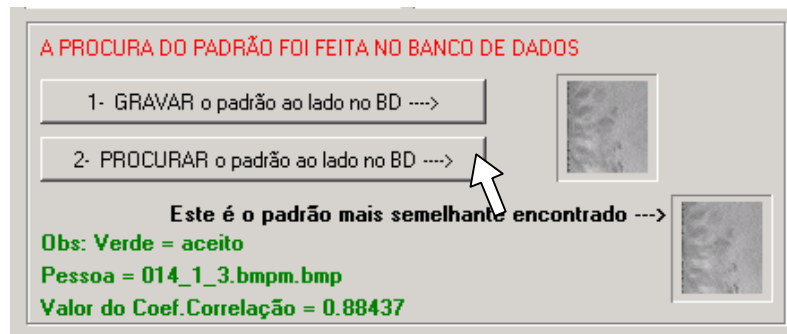 A PROCURA DO PADRÃO FOI FEITA NO BANCO DE DADOS
1- GRAVAR o padrão ao lado no BD ---->
2- PROCURAR o padrão ao lado no BD ---->
Este é o padrão mais semelhante encontrado --->
Obs: Verde = aceito
Pessoa = 014_1_3.bmpm.bmp
Valor do Coef.Correlação = 0.88437